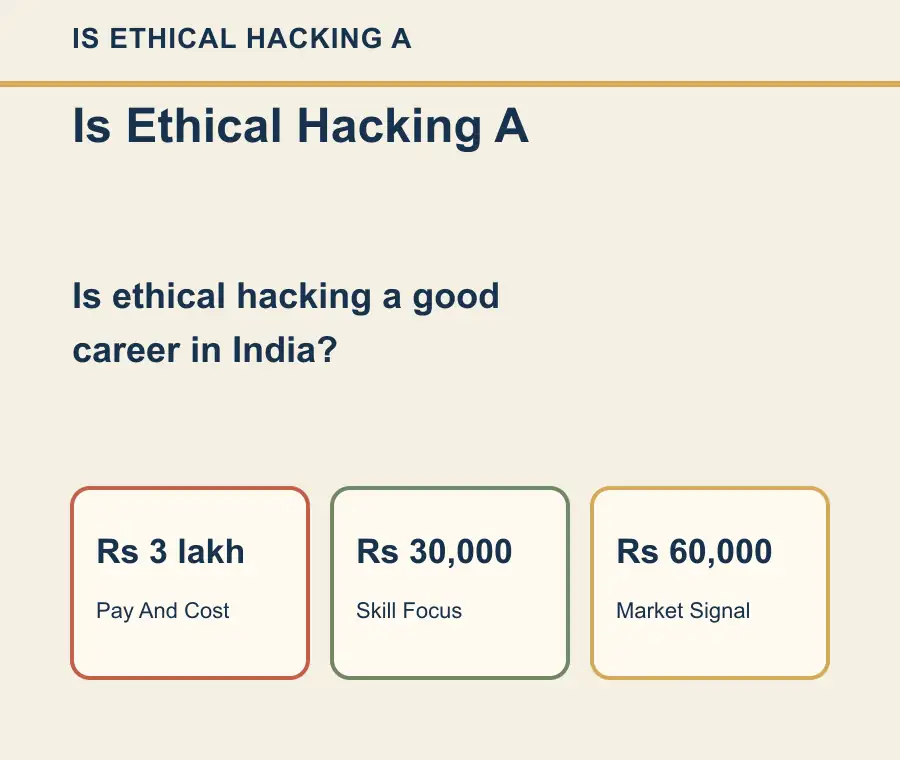 IS ETHICAL HACKING A
Is Ethical Hacking A
Is ethical hacking a good
career in India?
Rs 3 lakh
Pay And Cost
Rs 30,000
Skill Focus
Rs 60,000
Market Signal